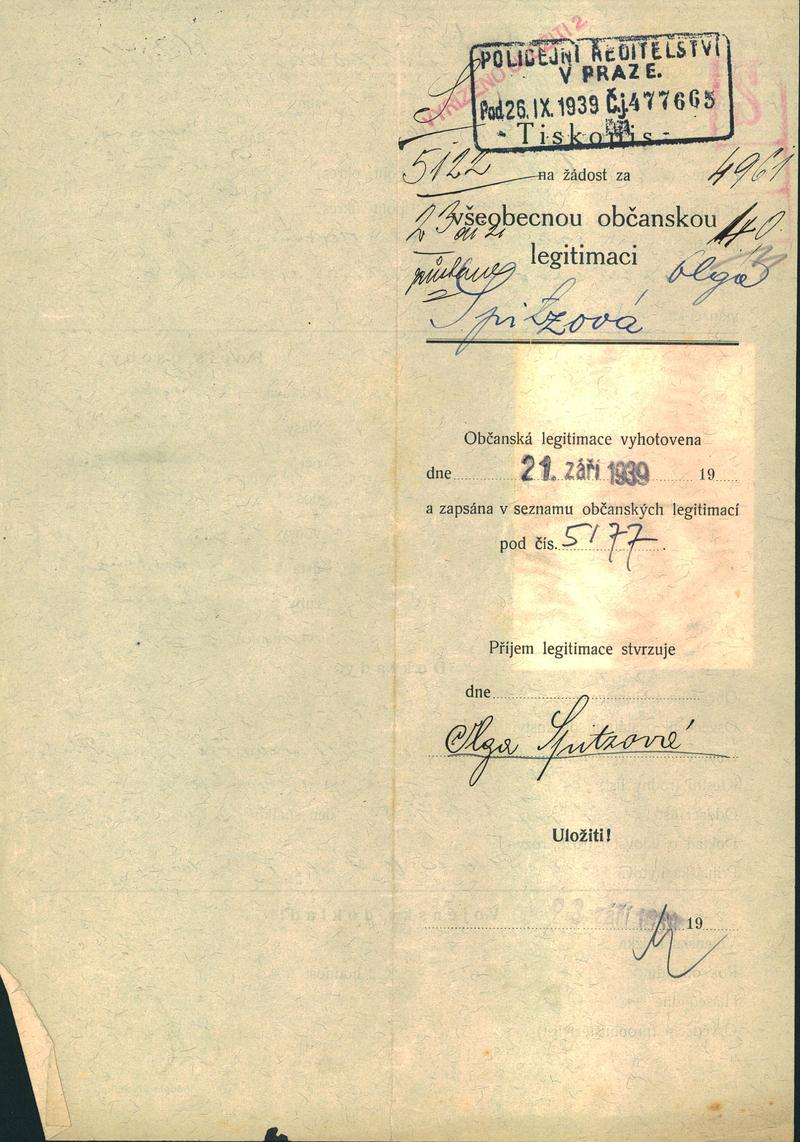 POLICEJNÍ ŘEDITELSTVÍ
V PRAZE.
Pod 26. IX. 1939 Č.j. 477665
- Tiskopis -
5122 na žádost za 4961
všeobecnou občanskou
legitimaci
Olga
Spitzová
Občanská legitimace vyhotovena
dne 21. září 1939 19
a zapsána v seznamu občanských legitimací
pod čís. 5177.
Příjem legitimace stvrzuje
dne
Olga Spitzová
Uložiti!
23. září 1939 19